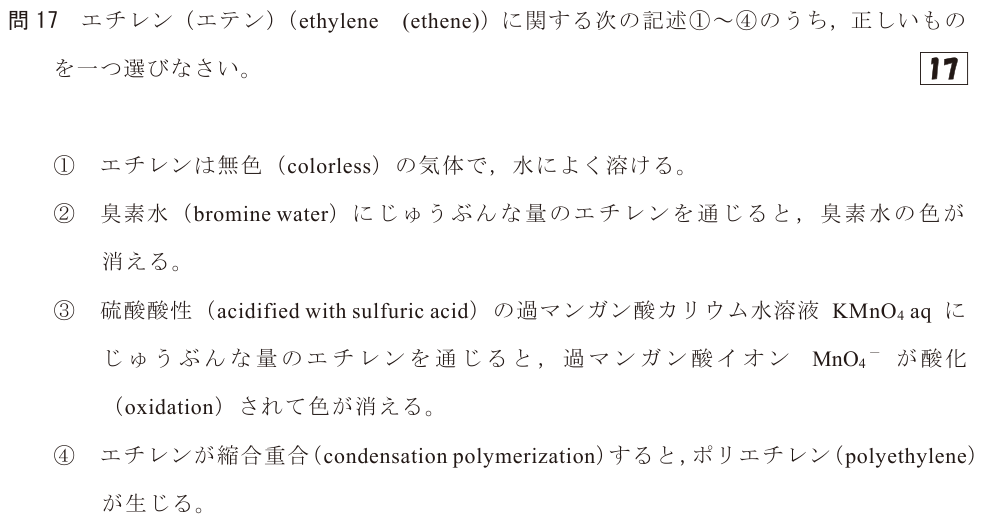 問17 エチレン（エテン）（ethylene (ethene)）に関する次の記述①～④のうち，正しいもの
を一つ選びなさい。
17
① エチレンは無色（colorless）の気体で，水によく溶ける。
② 臭素水（bromine water）にじゅうぶんな量のエチレンを通じると，臭素水の色が
消える。
③ 硫酸酸性（acidified with sulfuric acid）の過マンガン酸カリウム水溶液 KMnO₄ aq に
じゅうぶんな量のエチレンを通じると，過マンガン酸イオン MnO₄⁻ が酸化
（oxidation）されて色が消える。
④ エチレンが縮合重合（condensation polymerization）すると，ポリエチレン（polyethylene）
が生じる。